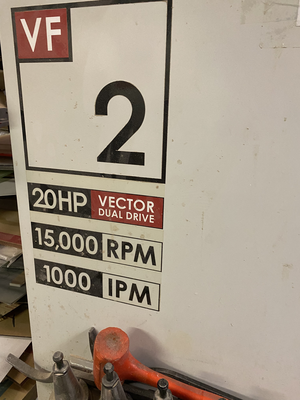 VF
2
20HP VECTOR
DUAL DRIVE
15,000 RPM
1000 IPM